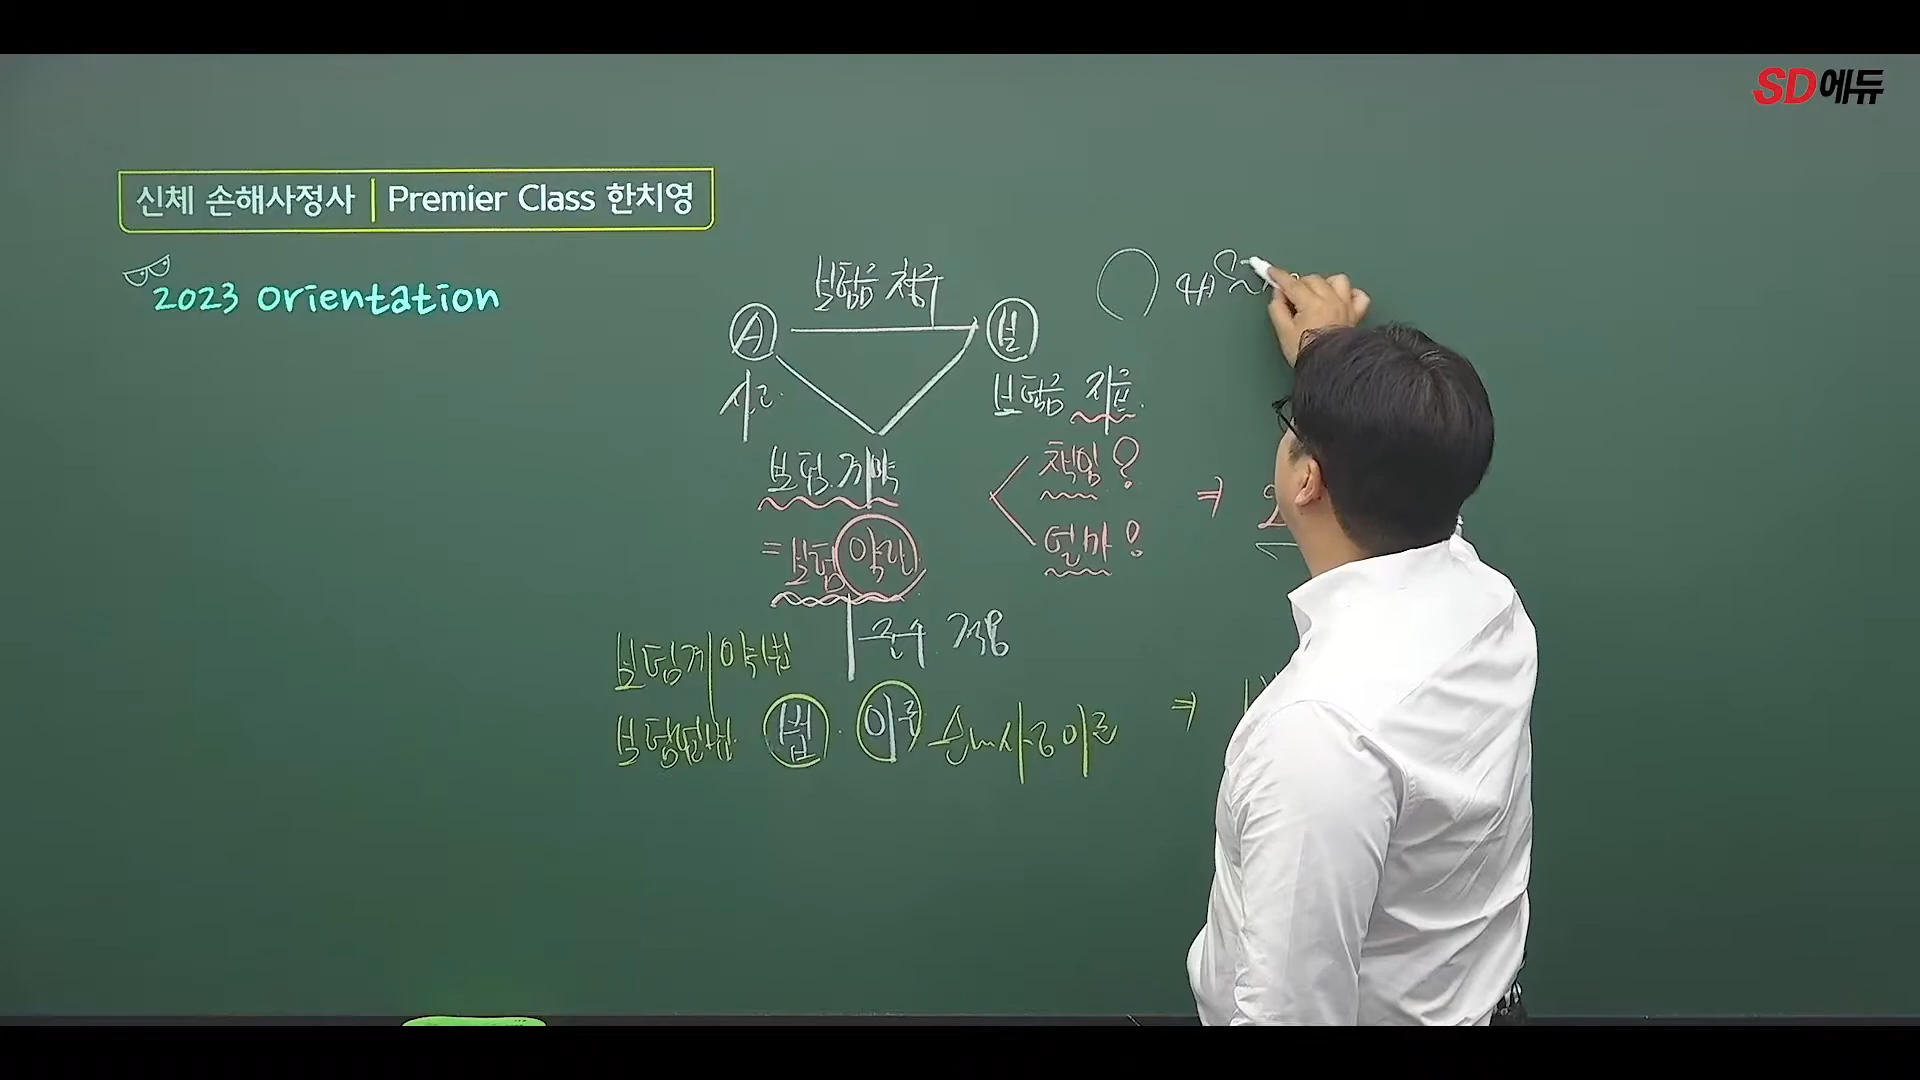 SD에듀
신체 손해사정사 | Premier Class 한치영
2023 Orientation
보험금 청구
A
보
사고
보험금 지급
보험계약
책임?
=보험약관
얼마?
준수 적용
보험계약법
보험업법 법 · 이론 손해사정이론